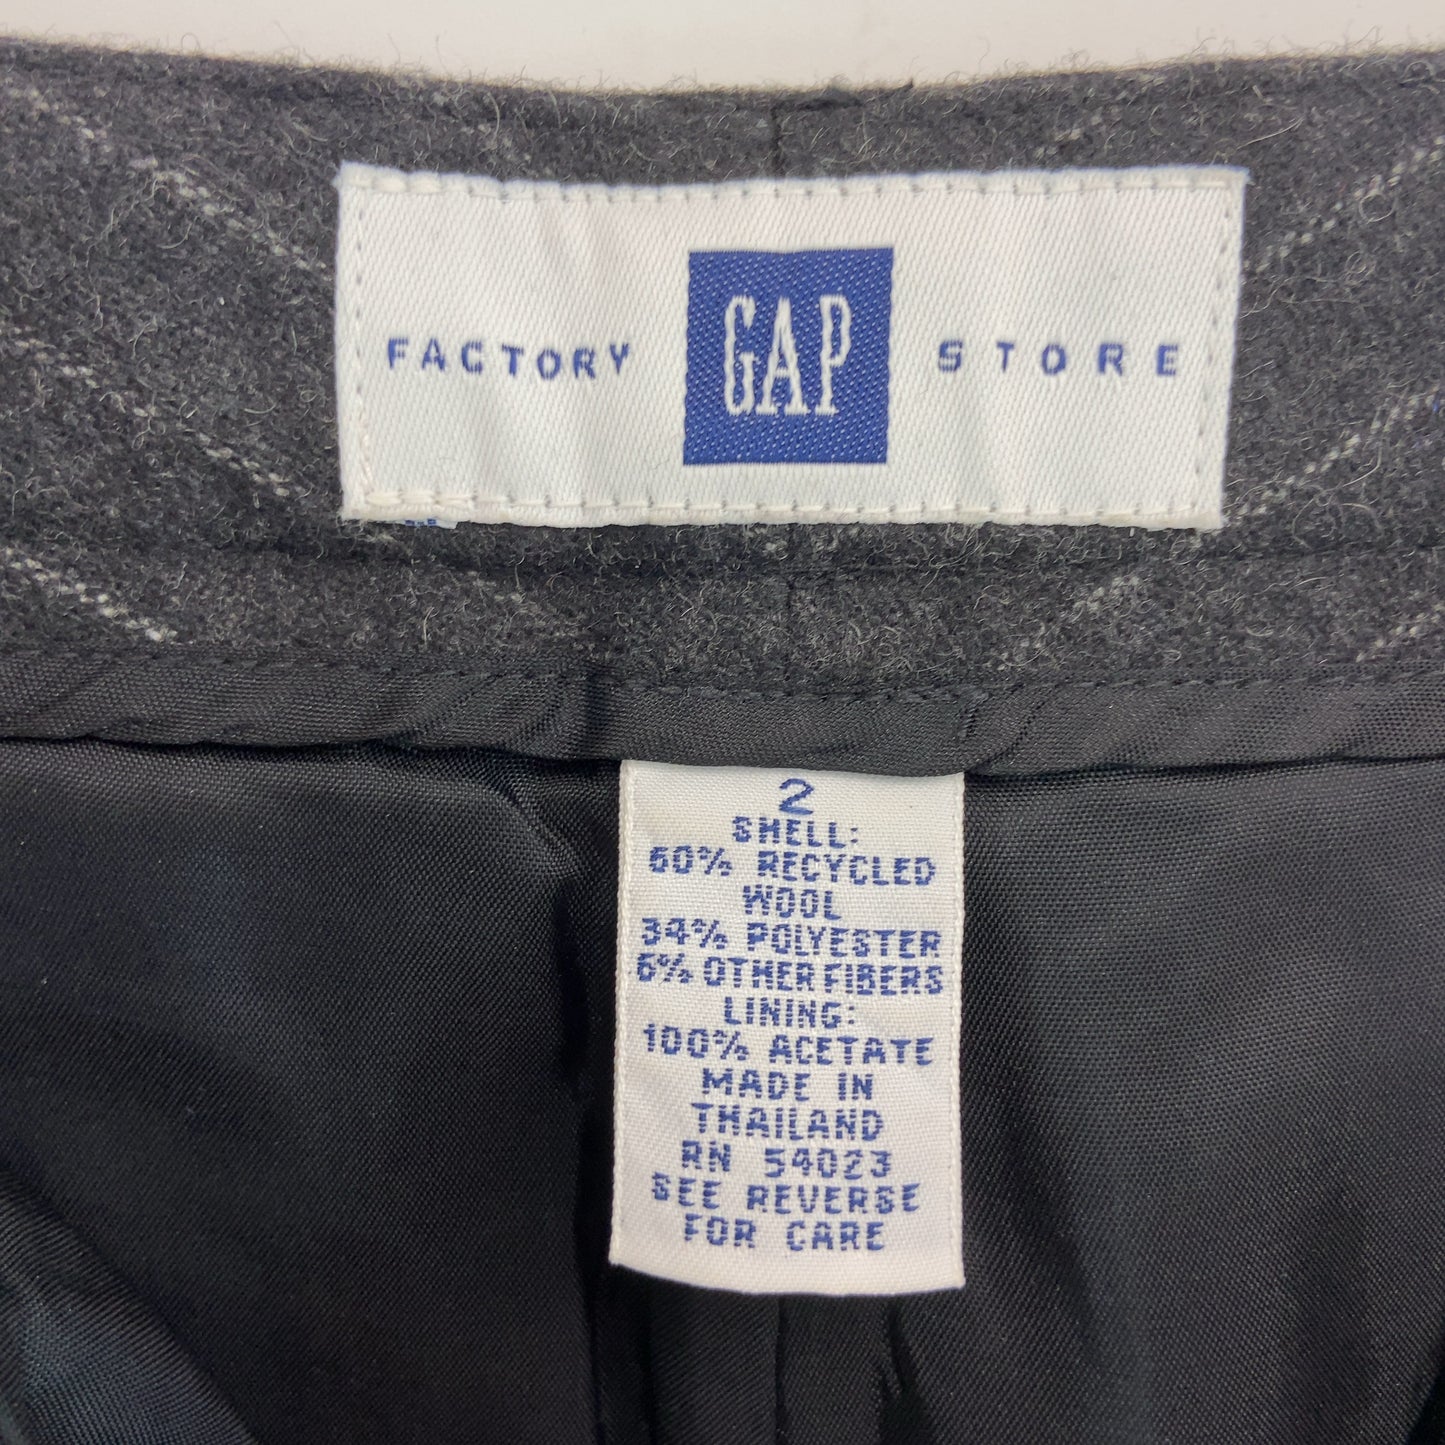 FACTORY GAP STORE
2
SHELL:
60% RECYCLED
WOOL
34% POLYESTER
6% OTHER FIBERS
LINING:
100% ACETATE
MADE IN
THAILAND
RN 54023
SEE REVERSE
FOR CARE